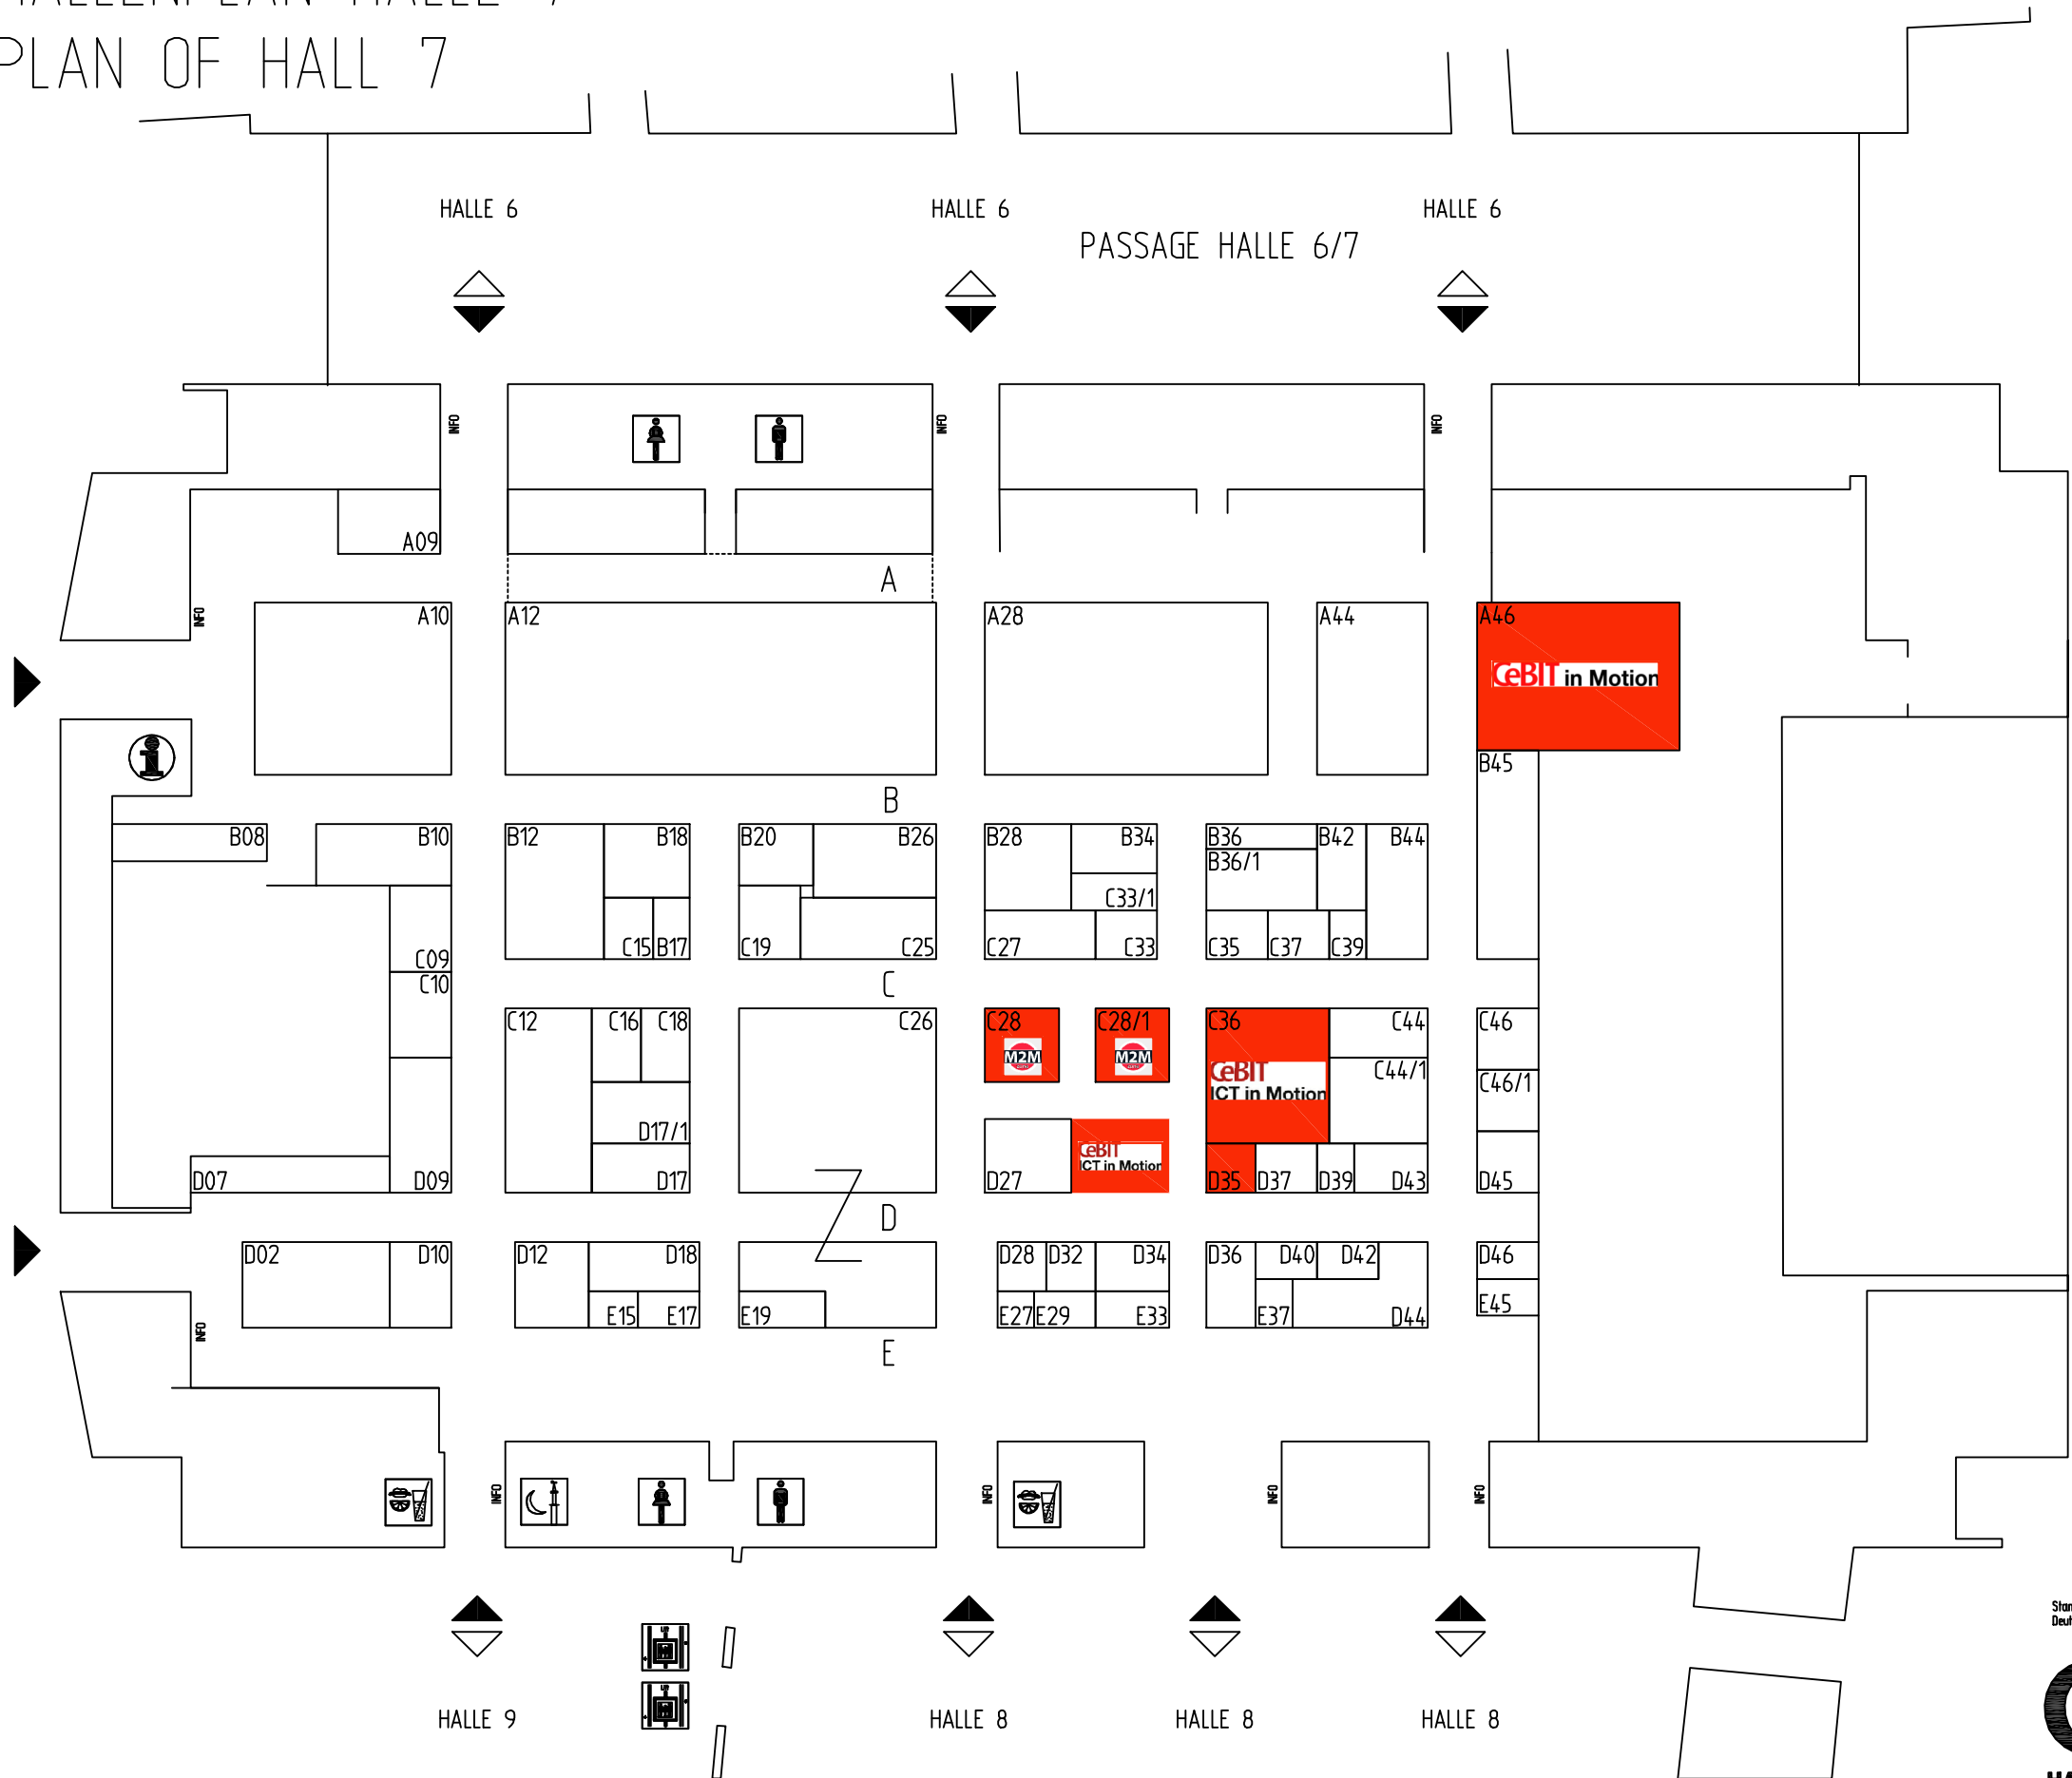 PLAN OF HALL 7
HALLE 6
HALLE 6
HALLE 6
PASSAGE HALLE 6/7
INFO
INFO
INFO
A09
A
INFO
A10
A12
A28
A44
A46
CeBIT in Motion
B45
B
B08
B10
B12
B18
B20
B26
B28
B34
B36
B42
B44
B36/1
C33/1
C09
C15
B17
C19
C25
C27
C33
C35
C37
C39
C10
C
C12
C16
C18
C26
C28
C28/1
C36
C44
C46
M2M
M2M
CeBIT
ICT in Motion
C44/1
C46/1
D17/1
CeBIT
ICT in Motion
D07
D09
D17
D27
D35
D37
D39
D43
D45
D
D02
D10
D12
D18
D28
D32
D34
D36
D40
D42
D46
E15
E17
E19
E27
E29
E33
E37
D44
E45
INFO
E
INFO
INFO
INFO
INFO
HALLE 9
HALLE 8
HALLE 8
HALLE 8